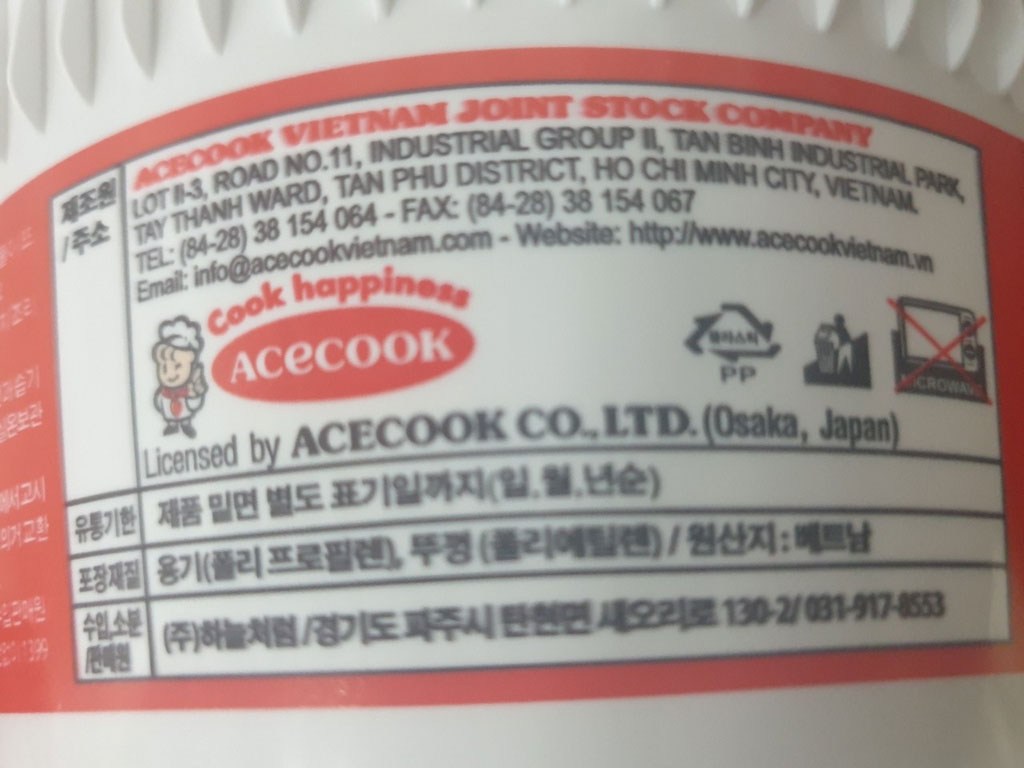 제조원
/ 주소
ACECOOK VIETNAM JOINT STOCK COMPANY
LOT II-3, ROAD NO.11, INDUSTRIAL GROUP II, TAN BINH INDUSTRIAL PARK,
TAY THANH WARD, TAN PHU DISTRICT, HO CHI MINH CITY, VIETNAM.
TEL: (84-28) 38 154 064 - FAX: (84-28) 38 154 067
Email: info@acecookvietnam.com - Website: http://www.acecookvietnam.vn
Cook happiness
ACECOOK
플라스틱
PP
MICROWAVE
Licensed by ACECOOK CO., LTD. (Osaka, Japan)
유통기한
제품 밑면 별도 표기일까지(일.월.년순)
포장재질
용기(폴리프로필렌), 뚜껑 (폴리에틸렌) / 원산지 : 베트남
수입,소분
/판매원
(주)하늘처럼 /경기도 파주시 탄현면 새오리로 130-2/ 031-917-8553